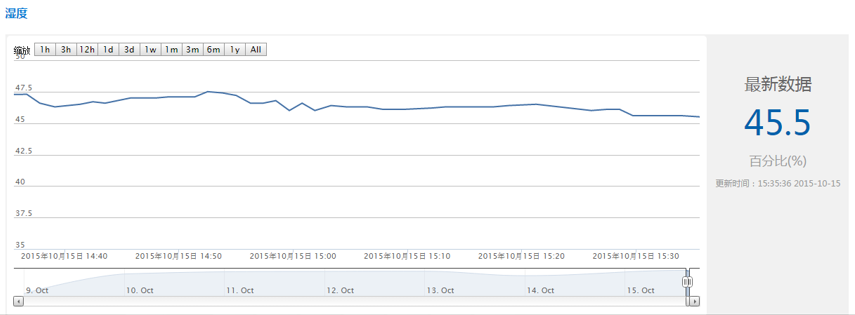 湿度
缩放 1h 3h 12h 1d 3d 1w 1m 3m 6m 1y All
50
47.5
45
42.5
40
37.5
35
2015年10月15日 14:40 2015年10月15日 14:50 2015年10月15日 15:00 2015年10月15日 15:10 2015年10月15日 15:20 2015年10月15日 15:30
9. Oct 10. Oct 11. Oct 12. Oct 13. Oct 14. Oct 15. Oct
最新数据
45.5
百分比(%)
更新时间：15:35:36 2015-10-15